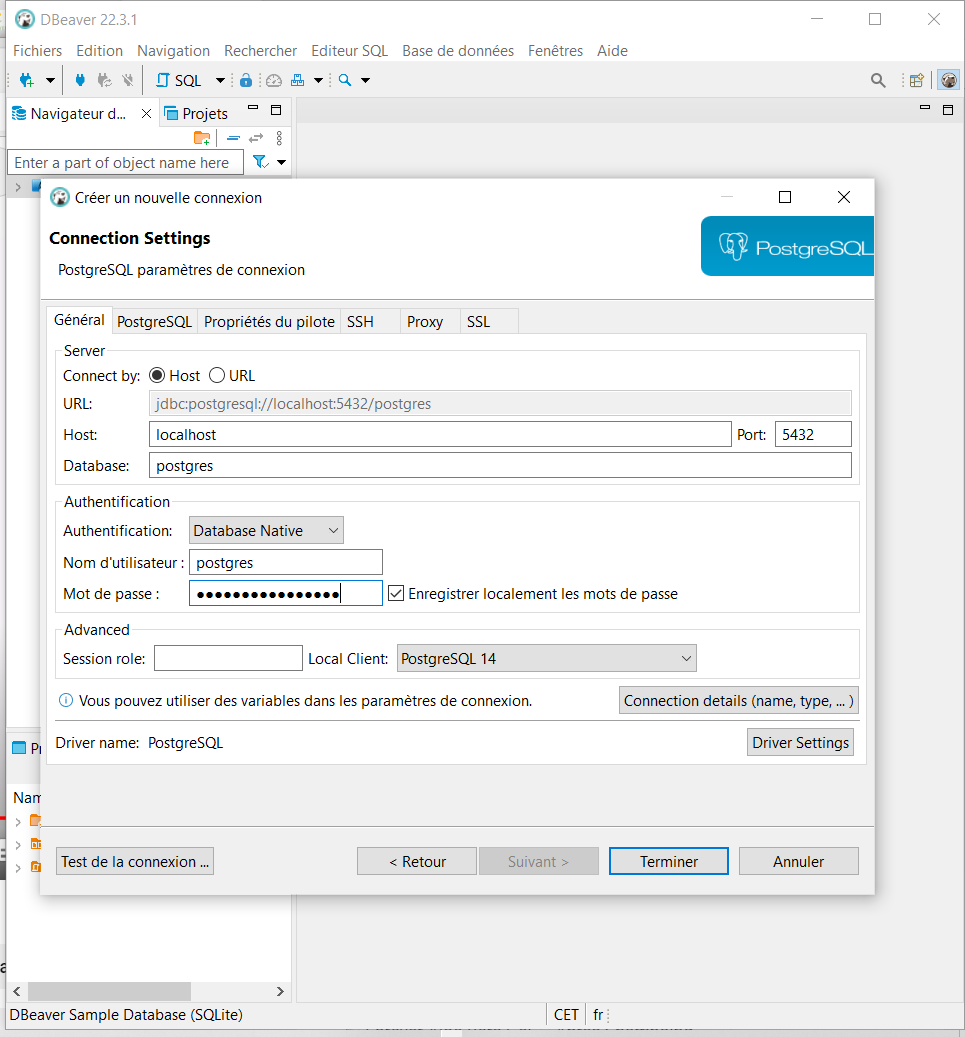 DBeaver 22.3.1
Fichiers Edition Navigation Rechercher Editeur SQL Base de données Fenêtres Aide
SQL
Navigateur d... Projets
Enter a part of object name here
Créer un nouvelle connexion
Connection Settings
PostgreSQL paramètres de connexion
PostgreSQL
Général PostgreSQL Propriétés du pilote SSH Proxy SSL
Server
Connect by: Host URL
URL: jdbc:postgresql://localhost:5432/postgres
Host: localhost Port: 5432
Database: postgres
Authentification
Authentification: Database Native
Nom d'utilisateur : postgres
Mot de passe : ●●●●●●●●●●●●●●●● Enregistrer localement les mots de passe
Advanced
Session role: Local Client: PostgreSQL 14
Vous pouvez utiliser des variables dans les paramètres de connexion. Connection details (name, type, ... )
Driver name: PostgreSQL Driver Settings
Nam
Test de la connexion ... < Retour Suivant > Terminer Annuler
DBeaver Sample Database (SQLite) CET fr